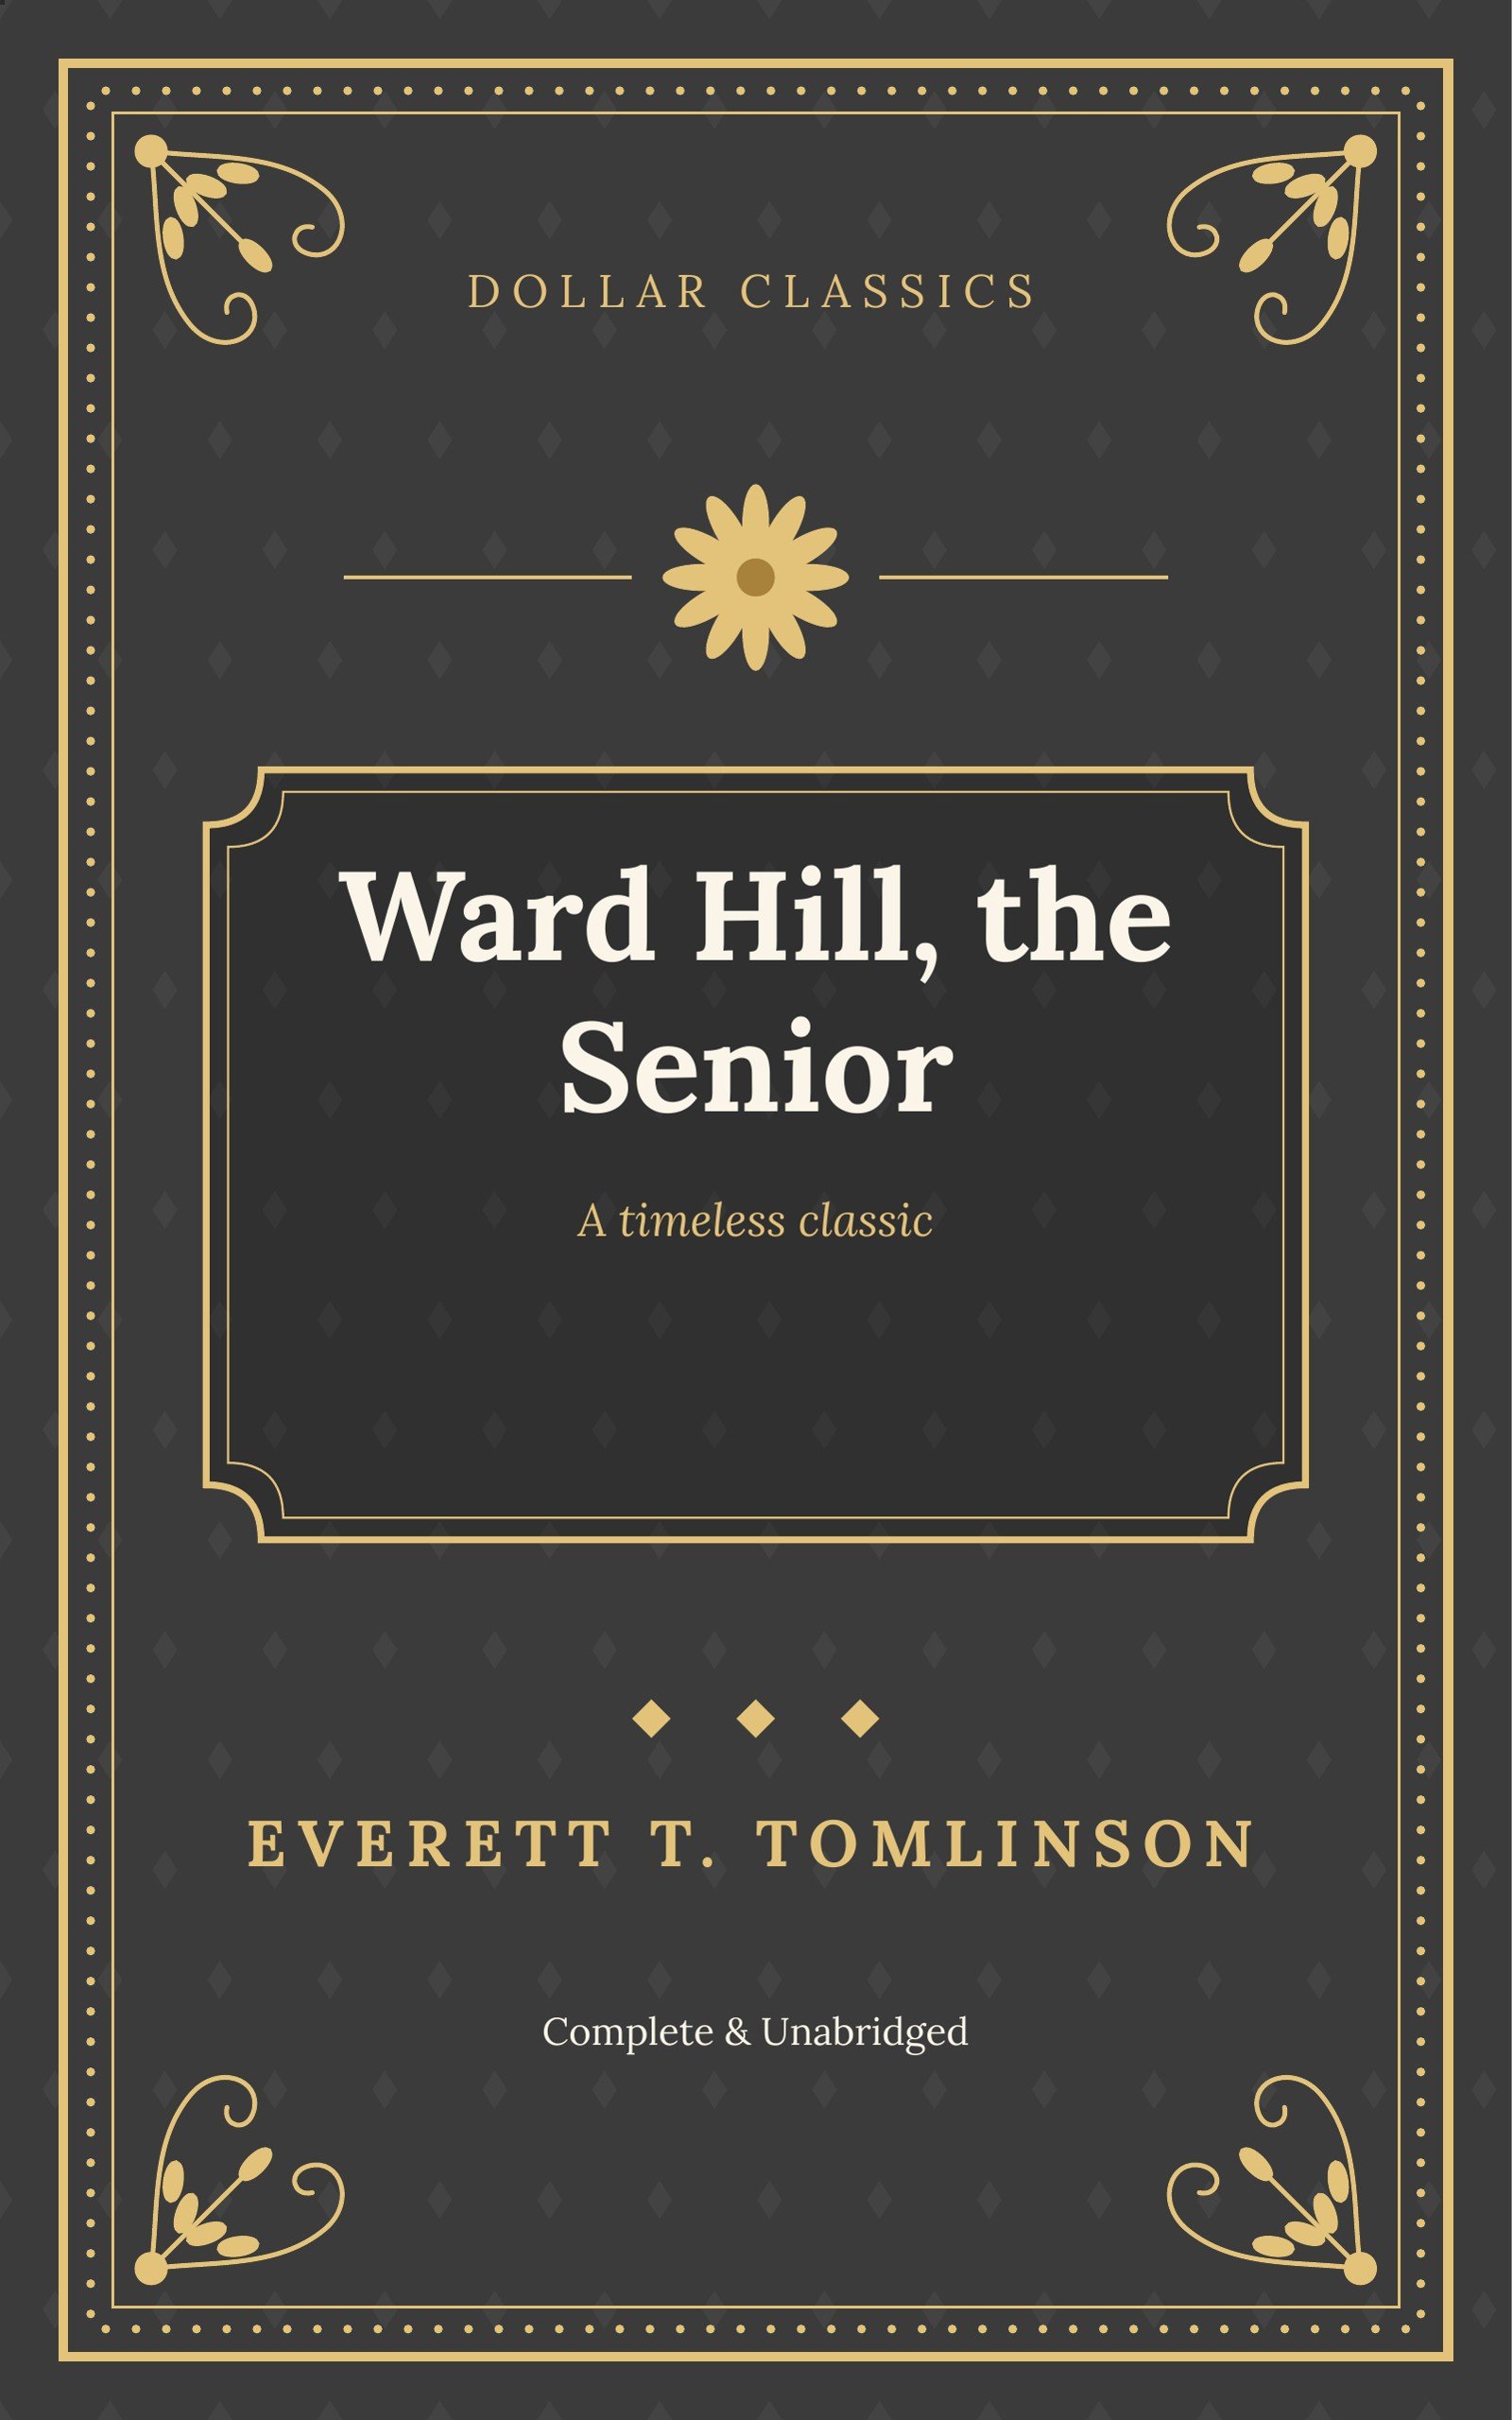 DOLLAR CLASSICS
Ward Hill, the
Senior
A timeless classic
EVERETT T. TOMLINSON
Complete & Unabridged